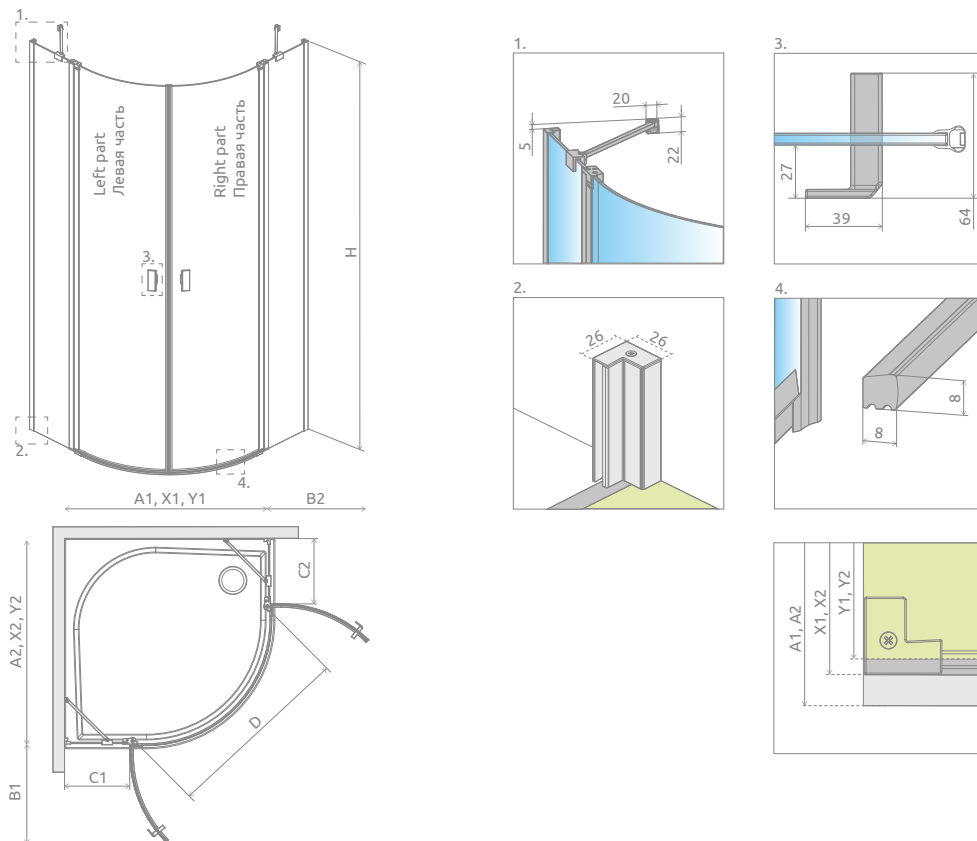 1.
Left part
Левая часть
Right part
Правая часть
H
3.
2.
4.
A1, X1, Y1
B2
A2, X2, Y2
C2
D
C1
B1
1.
20
5
22
3.
27
39
64
2.
26
26
4.
8
8
A1, A2
X1, X2
Y1, Y2